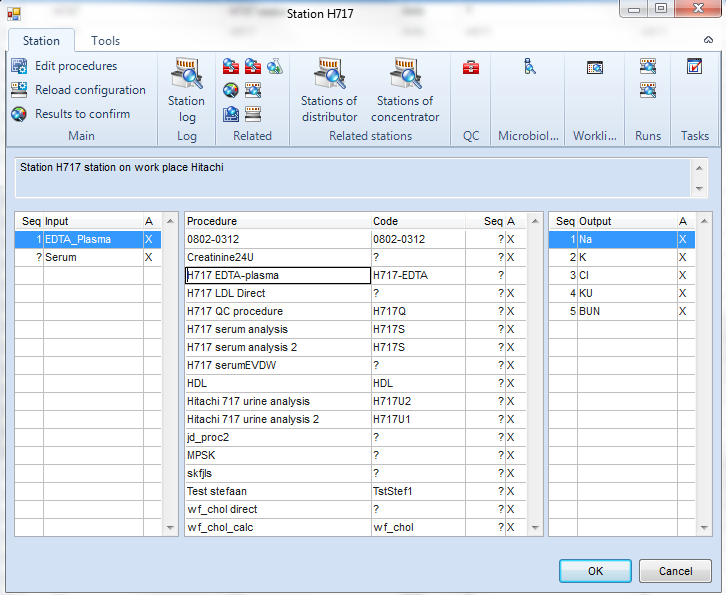 Station H717
Station Tools
Edit procedures
Reload configuration
Results to confirm
Main
Station log
Log
Related
Stations of distributor
Stations of concentrator
Related stations
QC
Microbiol...
Workli...
Runs
Tasks
Station H717 station on work place Hitachi
Seq Input A
1 EDTA_Plasma X
? Serum X
Procedure Code Seq A
0802-0312 0802-0312 ? X
Creatinine24U ? ? X
H717 EDTA-plasma H717-EDTA ?
H717 LDL Direct ? ? X
H717 QC procedure H717Q ? X
H717 serum analysis H717S ? X
H717 serum analysis 2 H717S ? X
H717 serumEVDW ? ? X
HDL HDL ? X
Hitachi 717 urine analysis H717U2 ? X
Hitachi 717 urine analysis 2 H717U1 ? X
jd_proc2 ? ? X
MPSK ? ? X
skfjls ? ? X
Test stefaan TstStef1 ? X
wf_chol direct ? ? X
wf_chol_calc wf_chol ? X
Seq Output A
1 Na X
2 K X
3 Cl X
4 KU X
5 BUN X
OK Cancel